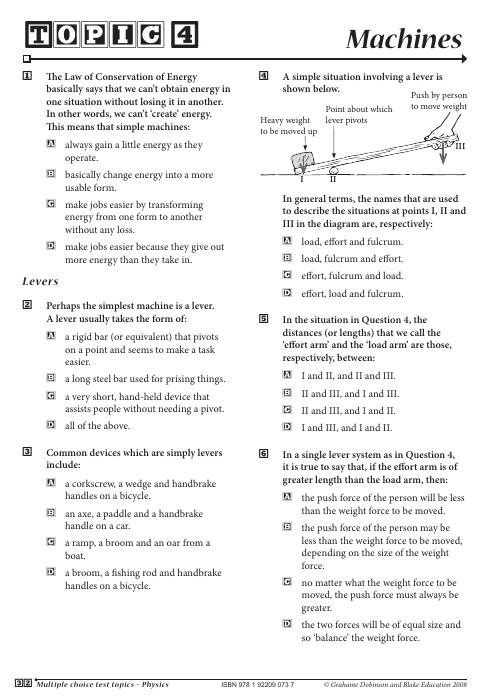 TOPIC 4
Machines
1 The Law of Conservation of Energy
basically says that we can't obtain energy in
one situation without losing it in another.
In other words, we can't 'create' energy.
This means that simple machines:
A always gain a little energy as they
operate.
B basically change energy into a more
usable form.
C make jobs easier by transforming
energy from one form to another
without any loss.
D make jobs easier because they give out
more energy than they take in.
Levers
2 Perhaps the simplest machine is a lever.
A lever usually takes the form of:
A a rigid bar (or equivalent) that pivots
on a point and seems to make a task
easier.
B a long steel bar used for prising things.
C a very short, hand-held device that
assists people without needing a pivot.
D all of the above.
3 Common devices which are simply levers
include:
A a corkscrew, a wedge and handbrake
handles on a bicycle.
B an axe, a paddle and a handbrake
handle on a car.
C a ramp, a broom and an oar from a
boat.
D a broom, a fishing rod and handbrake
handles on a bicycle.
4 A simple situation involving a lever is
shown below.
Push by person
to move weight
Point about which
lever pivots
Heavy weight
to be moved up
III
I
II
In general terms, the names that are used
to describe the situations at points I, II and
III in the diagram are, respectively:
A load, effort and fulcrum.
B load, fulcrum and effort.
C effort, fulcrum and load.
D effort, load and fulcrum.
5 In the situation in Question 4, the
distances (or lengths) that we call the
'effort arm' and the 'load arm' are those,
respectively, between:
A I and II, and II and III.
B II and III, and I and III.
C II and III, and I and II.
D I and III, and I and II.
6 In a single lever system as in Question 4,
it is true to say that, if the effort arm is of
greater length than the load arm, then:
A the push force of the person will be less
than the weight force to be moved.
B the push force of the person may be
less than the weight force to be moved,
depending on the size of the weight
force.
C no matter what the weight force to be
moved, the push force must always be
greater.
D the two forces will be of equal size and
so 'balance' the weight force.
32 Multiple choice test topics – Physics
ISBN 978 1 92209 073 7
© Grahame Dobinson and Blake Education 2008